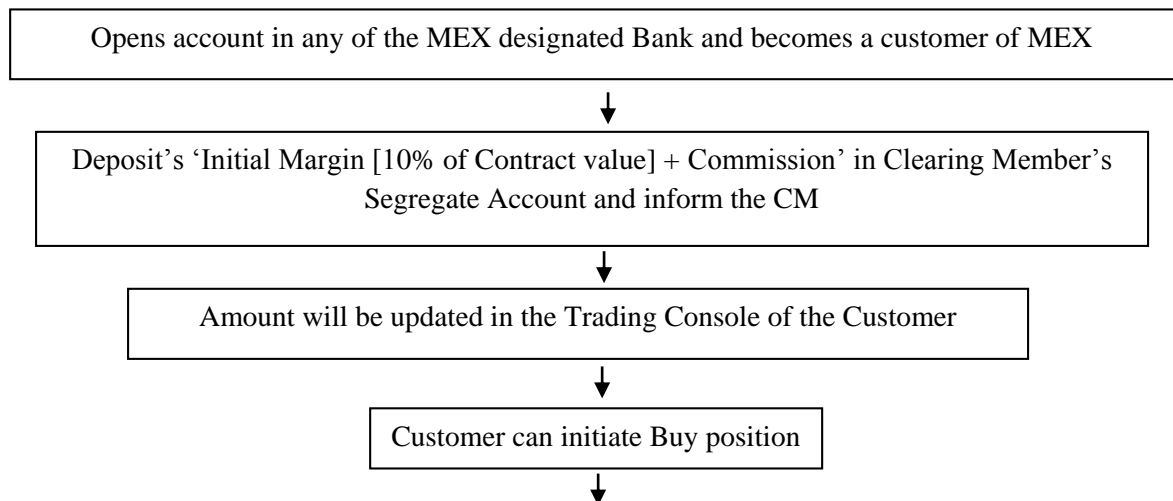 Opens account in any of the MEX designated Bank and becomes a customer of MEX
Deposit’s ‘Initial Margin [10% of Contract value] + Commission’ in Clearing Member’s
Segregate Account and inform the CM
Amount will be updated in the Trading Console of the Customer
Customer can initiate Buy position